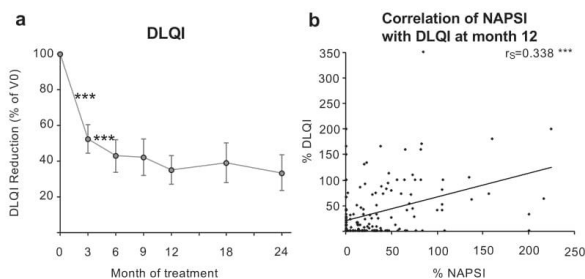 a
DLQI
DLQI Reduction (% of V0)
100
80
60
40
20
***
***
0
3
6
9
12
18
24
Month of treatment
b
Correlation of NAPSI
with DLQI at month 12
rS=0.338 ***
% DLQI
350
300
250
200
150
100
50
0
0
50
100
150
200
250
% NAPSI